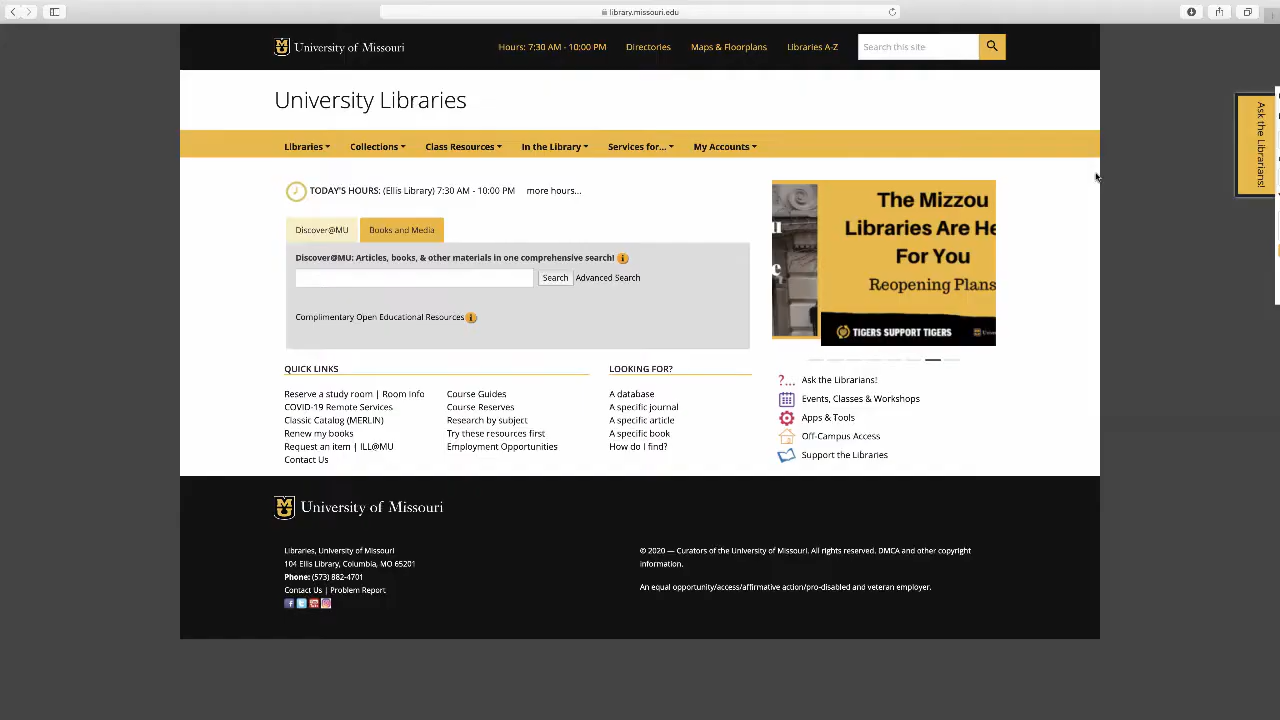 library.missouri.edu
University of Missouri
Hours: 7:30 AM - 10:00 PM
Directories
Maps & Floorplans
Libraries A-Z
Search this site
University Libraries
Ask the Librarians!
Libraries
Collections
Class Resources
In the Library
Services for...
My Accounts
TODAY'S HOURS: (Ellis Library) 7:30 AM - 10:00 PM more hours...
Discover@MU
Books and Media
Discover@MU: Articles, books, & other materials in one comprehensive search!
Search
Advanced Search
Complimentary Open Educational Resources
The Mizzou
Libraries Are He
For You
Reopening Plans
TIGERS SUPPORT TIGERS
QUICK LINKS
Reserve a study room | Room Info
COVID-19 Remote Services
Classic Catalog (MERLIN)
Renew my books
Request an item | ILL@MU
Contact Us
Course Guides
Course Reserves
Research by subject
Try these resources first
Employment Opportunities
LOOKING FOR?
A database
A specific journal
A specific article
A specific book
How do I find?
Ask the Librarians!
Events, Classes & Workshops
Apps & Tools
Off-Campus Access
Support the Libraries
University of Missouri
Libraries, University of Missouri
104 Ellis Library, Columbia, MO 65201
Phone: (573) 882-4701
Contact Us | Problem Report
© 2020 — Curators of the University of Missouri. All rights reserved. DMCA and other copyright
information.
An equal opportunity/access/affirmative action/pro-disabled and veteran employer.